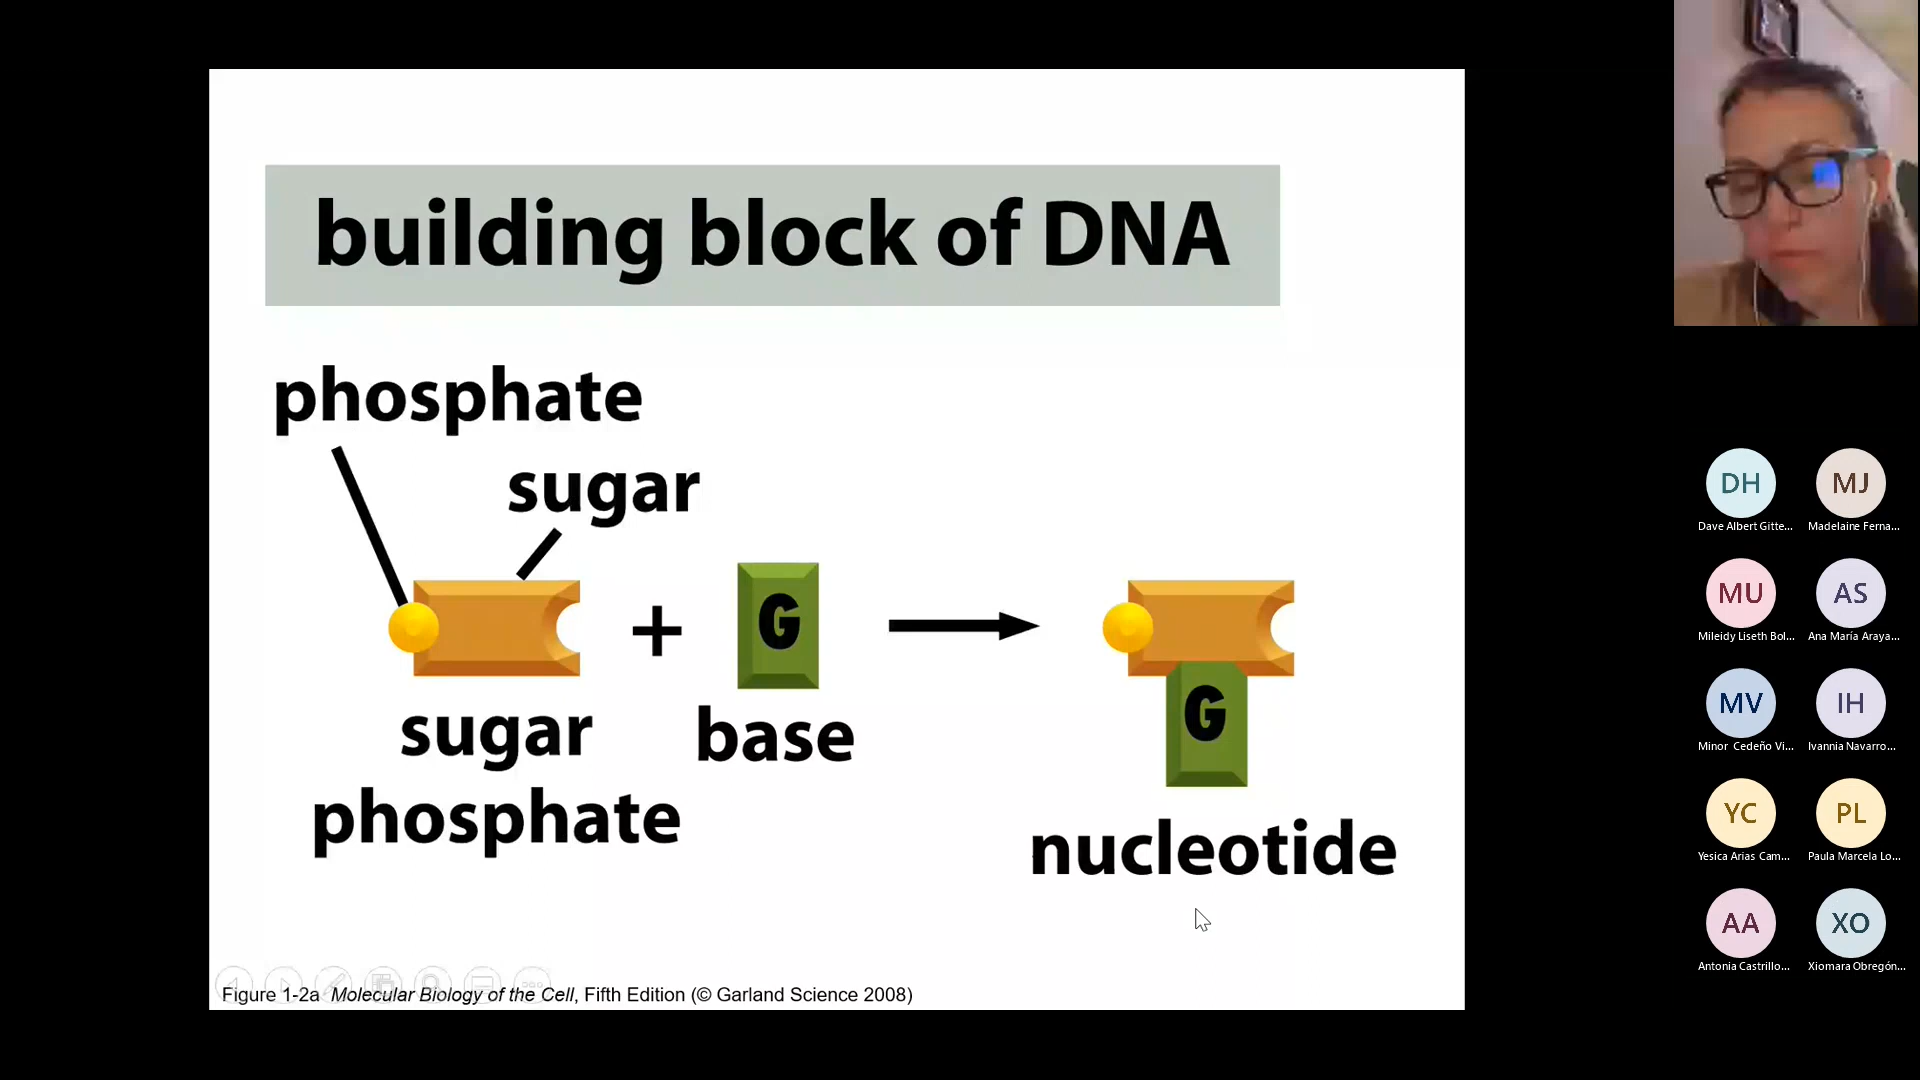 building block of DNA
phosphate
sugar
+
G
G
sugar
phosphate
base
nucleotide
Figure 1-2a Molecular Biology of the Cell, Fifth Edition (© Garland Science 2008)
DH
MJ
Dave Albert Gitte...
Madelaine Ferna...
MU
AS
Mileidy Liseth Bol...
Ana María Araya...
MV
IH
Minor Cedeño Vi...
Ivannia Navarro...
YC
PL
Yesica Arias Cam...
Paula Marcela Lo...
AA
XO
Antonia Castrillo...
Xiomara Obregón...